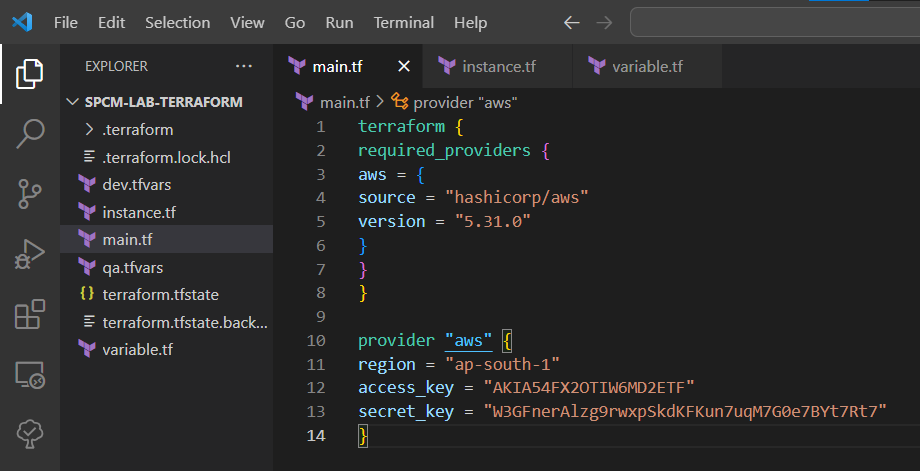 File Edit Selection View Go Run Terminal Help
EXPLORER ...
SPCM-LAB-TERRAFORM
.terraform
.terraform.lock.hcl
dev.tfvars
instance.tf
main.tf
qa.tfvars
terraform.tfstate
terraform.tfstate.back...
variable.tf
main.tf instance.tf variable.tf
main.tf > provider "aws"
1 terraform {
2 required_providers {
3 aws = {
4 source = "hashicorp/aws"
5 version = "5.31.0"
6 }
7 }
8 }
9
10 provider "aws" {
11 region = "ap-south-1"
12 access_key = "AKIA54FX2OTIW6MD2ETF"
13 secret_key = "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"
14 }